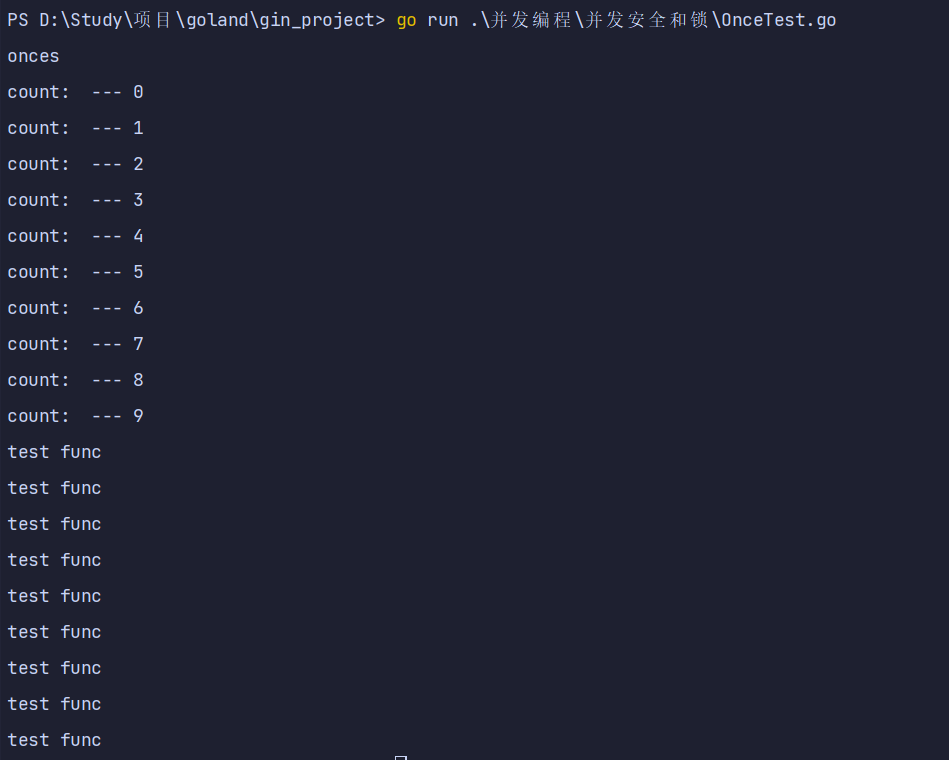 PS D:\Study\项目\goland\gin_project> go run .\并发编程\并发安全和锁\OnceTest.go
onces
count:  --- 0
count:  --- 1
count:  --- 2
count:  --- 3
count:  --- 4
count:  --- 5
count:  --- 6
count:  --- 7
count:  --- 8
count:  --- 9
test func
test func
test func
test func
test func
test func
test func
test func
test func